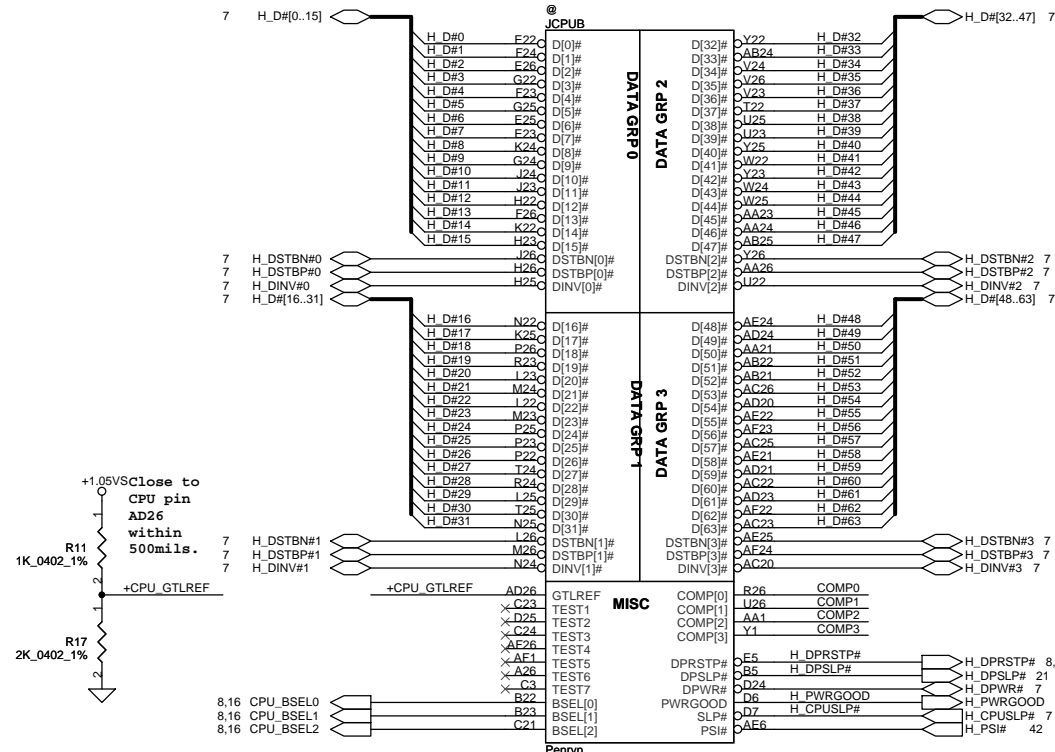 @
JCPUB
7 H_D#[0..15]
H_D#[32..47] 7
H_D#0 E22 D[0]# D[32]# Y22 H_D#32
H_D#1 F24 D[1]# D[33]# AB24 H_D#33
H_D#2 E26 D[2]# D[34]# V24 H_D#34
H_D#3 G22 D[3]# D[35]# V26 H_D#35
H_D#4 F23 D[4]# D[36]# V23 H_D#36
H_D#5 G25 D[5]# D[37]# T22 H_D#37
H_D#6 E25 D[6]# D[38]# U25 H_D#38
H_D#7 E23 D[7]# D[39]# U23 H_D#39
H_D#8 K24 D[8]# D[40]# Y25 H_D#40
H_D#9 G24 D[9]# D[41]# W22 H_D#41
H_D#10 J24 D[10]# D[42]# Y23 H_D#42
H_D#11 J23 D[11]# D[43]# W24 H_D#43
H_D#12 H22 D[12]# D[44]# W25 H_D#44
H_D#13 F26 D[13]# D[45]# AA23 H_D#45
H_D#14 K22 D[14]# D[46]# AA24 H_D#46
H_D#15 H23 D[15]# D[47]# AB25 H_D#47
7 H_DSTBN#0 J26 DSTBN[0]# DSTBN[2]# Y26 H_DSTBN#2 7
7 H_DSTBP#0 H26 DSTBP[0]# DSTBP[2]# AA26 H_DSTBP#2 7
7 H_DINV#0 H25 DINV[0]# DINV[2]# U22 H_DINV#2 7
DATA GRP 0
DATA GRP 2
7 H_D#[16..31]
H_D#[48..63] 7
H_D#16 N22 D[16]# D[48]# AE24 H_D#48
H_D#17 K25 D[17]# D[49]# AD24 H_D#49
H_D#18 P26 D[18]# D[50]# AA21 H_D#50
H_D#19 R23 D[19]# D[51]# AB22 H_D#51
H_D#20 L23 D[20]# D[52]# AB21 H_D#52
H_D#21 M24 D[21]# D[53]# AC26 H_D#53
H_D#22 L22 D[22]# D[54]# AD20 H_D#54
H_D#23 M23 D[23]# D[55]# AE22 H_D#55
H_D#24 P25 D[24]# D[56]# AF23 H_D#56
H_D#25 P23 D[25]# D[57]# AC25 H_D#57
H_D#26 P22 D[26]# D[58]# AE21 H_D#58
H_D#27 T24 D[27]# D[59]# AD21 H_D#59
H_D#28 R24 D[28]# D[60]# AC22 H_D#60
H_D#29 L25 D[29]# D[61]# AD23 H_D#61
H_D#30 T25 D[30]# D[62]# AF22 H_D#62
H_D#31 N25 D[31]# D[63]# AC23 H_D#63
7 H_DSTBN#1 L26 DSTBN[1]# DSTBN[3]# AE25 H_DSTBN#3 7
7 H_DSTBP#1 M26 DSTBP[1]# DSTBP[3]# AF24 H_DSTBP#3 7
7 H_DINV#1 N24 DINV[1]# DINV[3]# AC20 H_DINV#3 7
DATA GRP 1
DATA GRP 3
+1.05VS
Close to
CPU pin
AD26
within
500mils.
1
R11
1K_0402_1%
2
+CPU_GTLREF
1
R17
2K_0402_1%
2
MISC
+CPU_GTLREF AD26 GTLREF COMP[0] R26 COMP0
C23 TEST1 COMP[1] U26 COMP1
D25 TEST2 COMP[2] AA1 COMP2
C24 TEST3 COMP[3] Y1 COMP3
AF26 TEST4
AF1 TEST5 DPRSTP# E5 H_DPRSTP# H_DPRSTP# 8,
A26 TEST6 DPSLP# B5 H_DPSLP# H_DPSLP# 21
C3 TEST7 DPWR# D24 H_DPWR# 7
8,16 CPU_BSEL0 B22 BSEL[0] PWRGOOD D6 H_PWRGOOD H_PWRGOOD
8,16 CPU_BSEL1 B23 BSEL[1] SLP# D7 H_CPUSLP# H_CPUSLP# 7
8,16 CPU_BSEL2 C21 BSEL[2] PSI# AE6 H_PSI# 42
Penryn